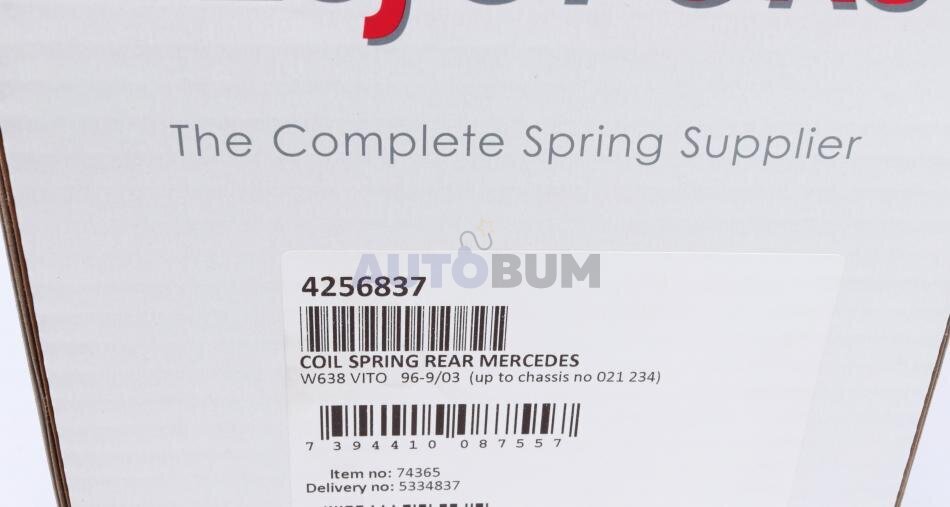 The Complete Spring Supplier
AUTOBUM
4256837
COIL SPRING REAR MERCEDES
W638 VITO 96-9/03 (up to chassis no 021 234)
7 394410 087557
Item no: 74365
Delivery no: 5334837